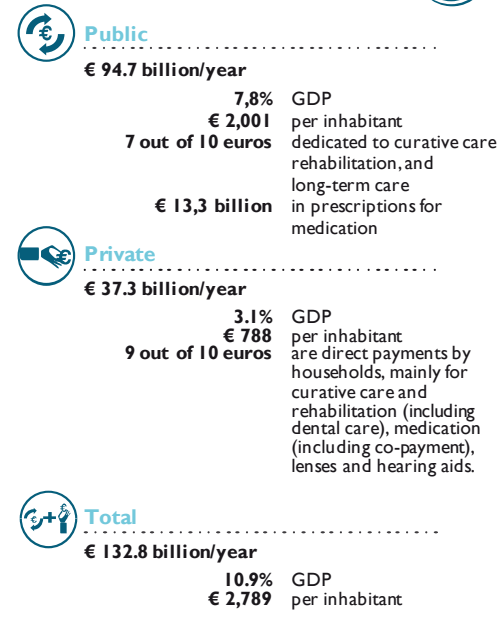 Public
€ 94.7 billion/year
7,8% GDP
€ 2,001 per inhabitant
7 out of 10 euros dedicated to curative care
rehabilitation, and
long-term care
€ 13,3 billion in prescriptions for
medication
Private
€ 37.3 billion/year
3.1% GDP
€ 788 per inhabitant
9 out of 10 euros are direct payments by
households, mainly for
curative care and
rehabilitation (including
dental care), medication
(including co-payment),
lenses and hearing aids.
Total
€ 132.8 billion/year
10.9% GDP
€ 2,789 per inhabitant